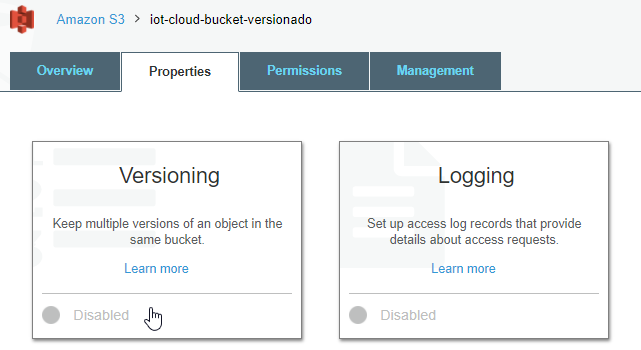 Amazon S3 > iot-cloud-bucket-versionado
Overview Properties Permissions Management
Versioning
Keep multiple versions of an object in the
same bucket.
Learn more
Disabled
Logging
Set up access log records that provide
details about access requests.
Learn more
Disabled